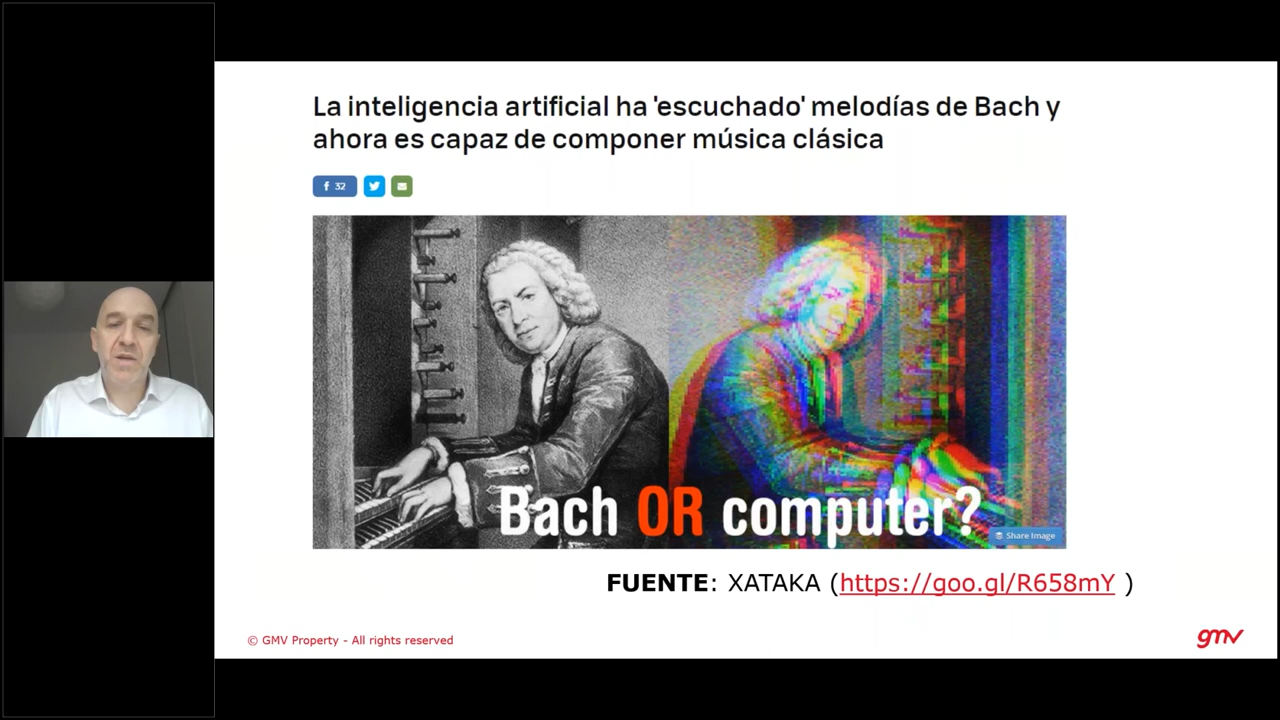 La inteligencia artificial ha 'escuchado' melodías de Bach y
ahora es capaz de componer música clásica
f 32
Bach OR computer?
Share Image
FUENTE: XATAKA (https://goo.gl/R658mY )
© GMV Property - All rights reserved
gmv